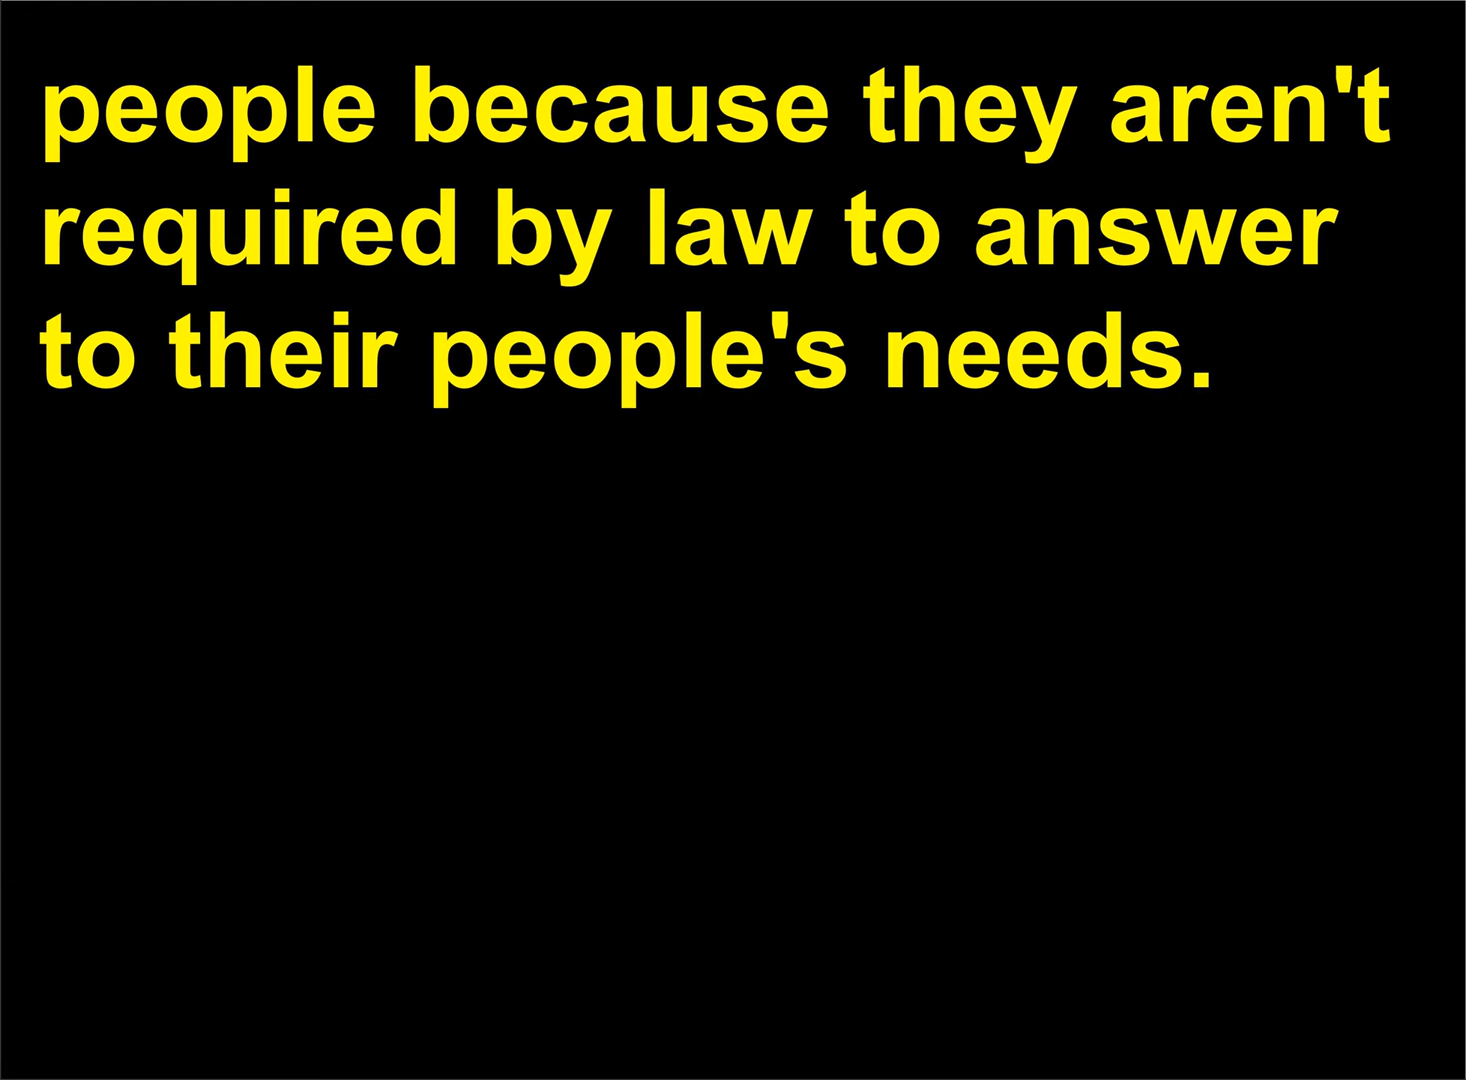 people because they aren't
required by law to answer
to their people's needs.